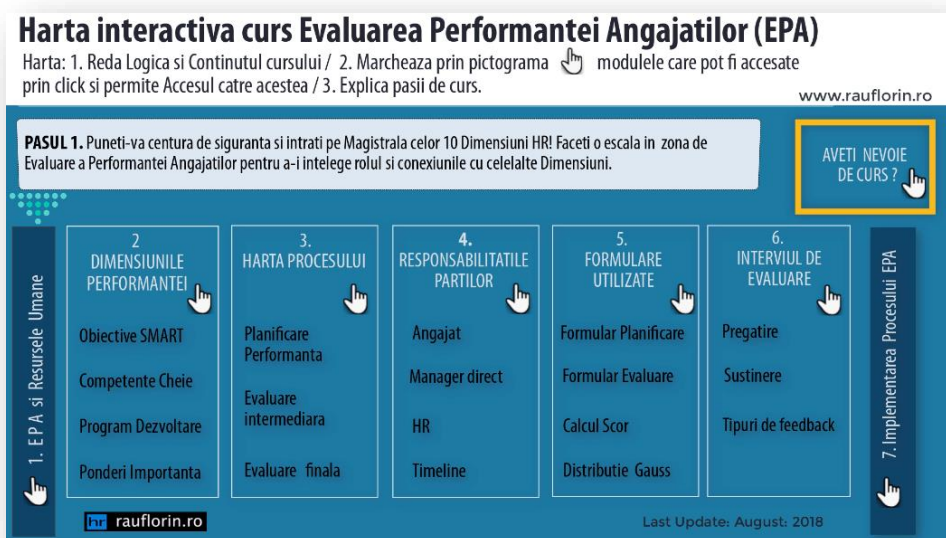 Harta interactiva curs Evaluarea Performantei Angajatilor (EPA)
Harta: 1. Reda Logica si Continutul cursului / 2. Marcheaza prin pictograma modulele care pot fi accesate
prin click si permite Accesul catre acestea / 3. Explica pasii de curs.
www.rauflorin.ro
PASUL 1. Puneti-va centura de siguranta si intrati pe Magistrala celor 10 Dimensiuni HR! Faceti o escala in zona de
Evaluare a Performantei Angajatilor pentru a-i intelege rolul si conexiunile cu celelalte Dimensiuni.
AVETI NEVOIE
DE CURS ?
1. E P A si Resursele Umane
2
DIMENSIUNILE
PERFORMANTEI
Obiective SMART
Competente Cheie
Program Dezvoltare
Ponderi Importanta
3.
HARTA PROCESULUI
Planificare
Performanta
Evaluare
intermediara
Evaluare finala
4.
RESPONSABILITATILE
PARTILOR
Angajat
Manager direct
HR
Timeline
5.
FORMULARE
UTILIZATE
Formular Planificare
Formular Evaluare
Calcul Scor
Distributie Gauss
6.
INTERVIUL DE
EVALUARE
Pregatire
Sustinere
Tipuri de feedback
7. Implementarea Procesului EPA
hr rauflorin.ro
Last Update: August: 2018